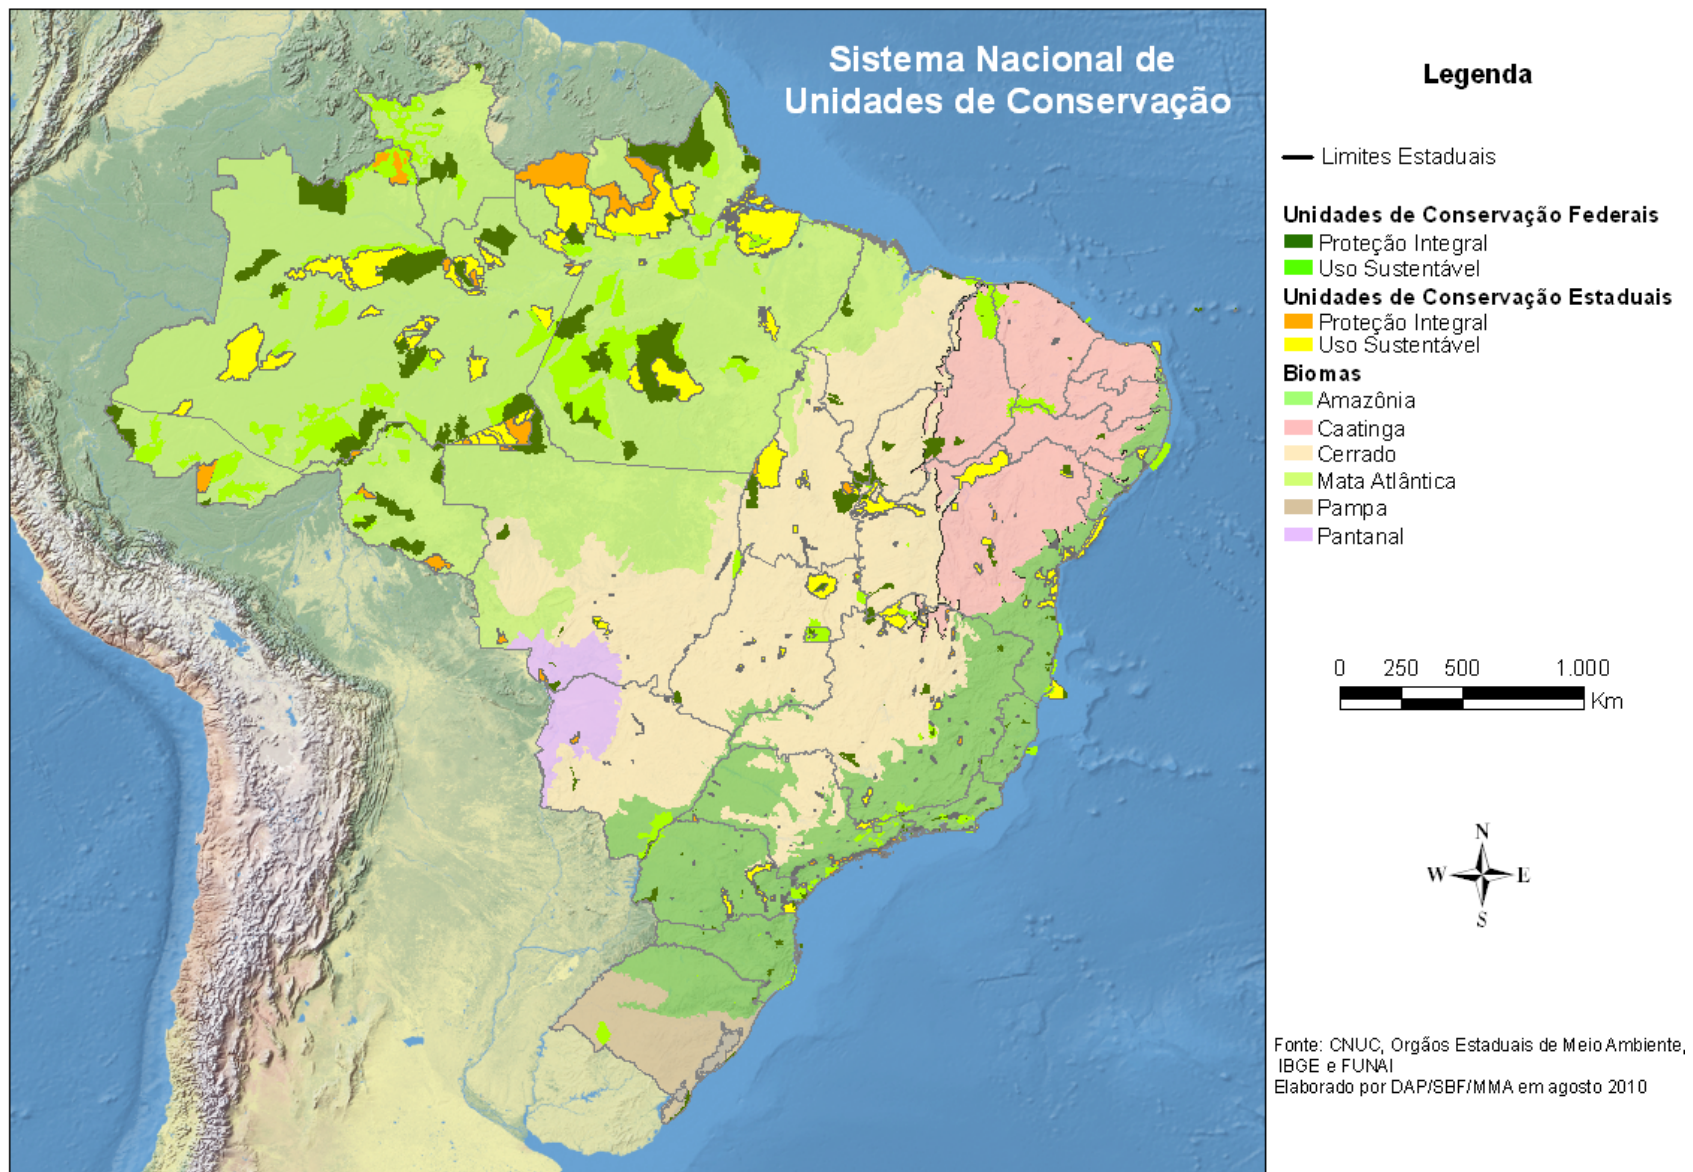 Sistema Nacional de
Unidades de Conservação
Legenda
Limites Estaduais
Unidades de Conservação Federais
Proteção Integral
Uso Sustentável
Unidades de Conservação Estaduais
Proteção Integral
Uso Sustentável
Biomas
Amazônia
Caatinga
Cerrado
Mata Atlântica
Pampa
Pantanal
0 250 500 1.000
Km
N
W E
S
Fonte: CNUC, Orgãos Estaduais de Meio Ambiente,
IBGE e FUNAI
Elaborado por DAP/SBF/MMA em agosto 2010